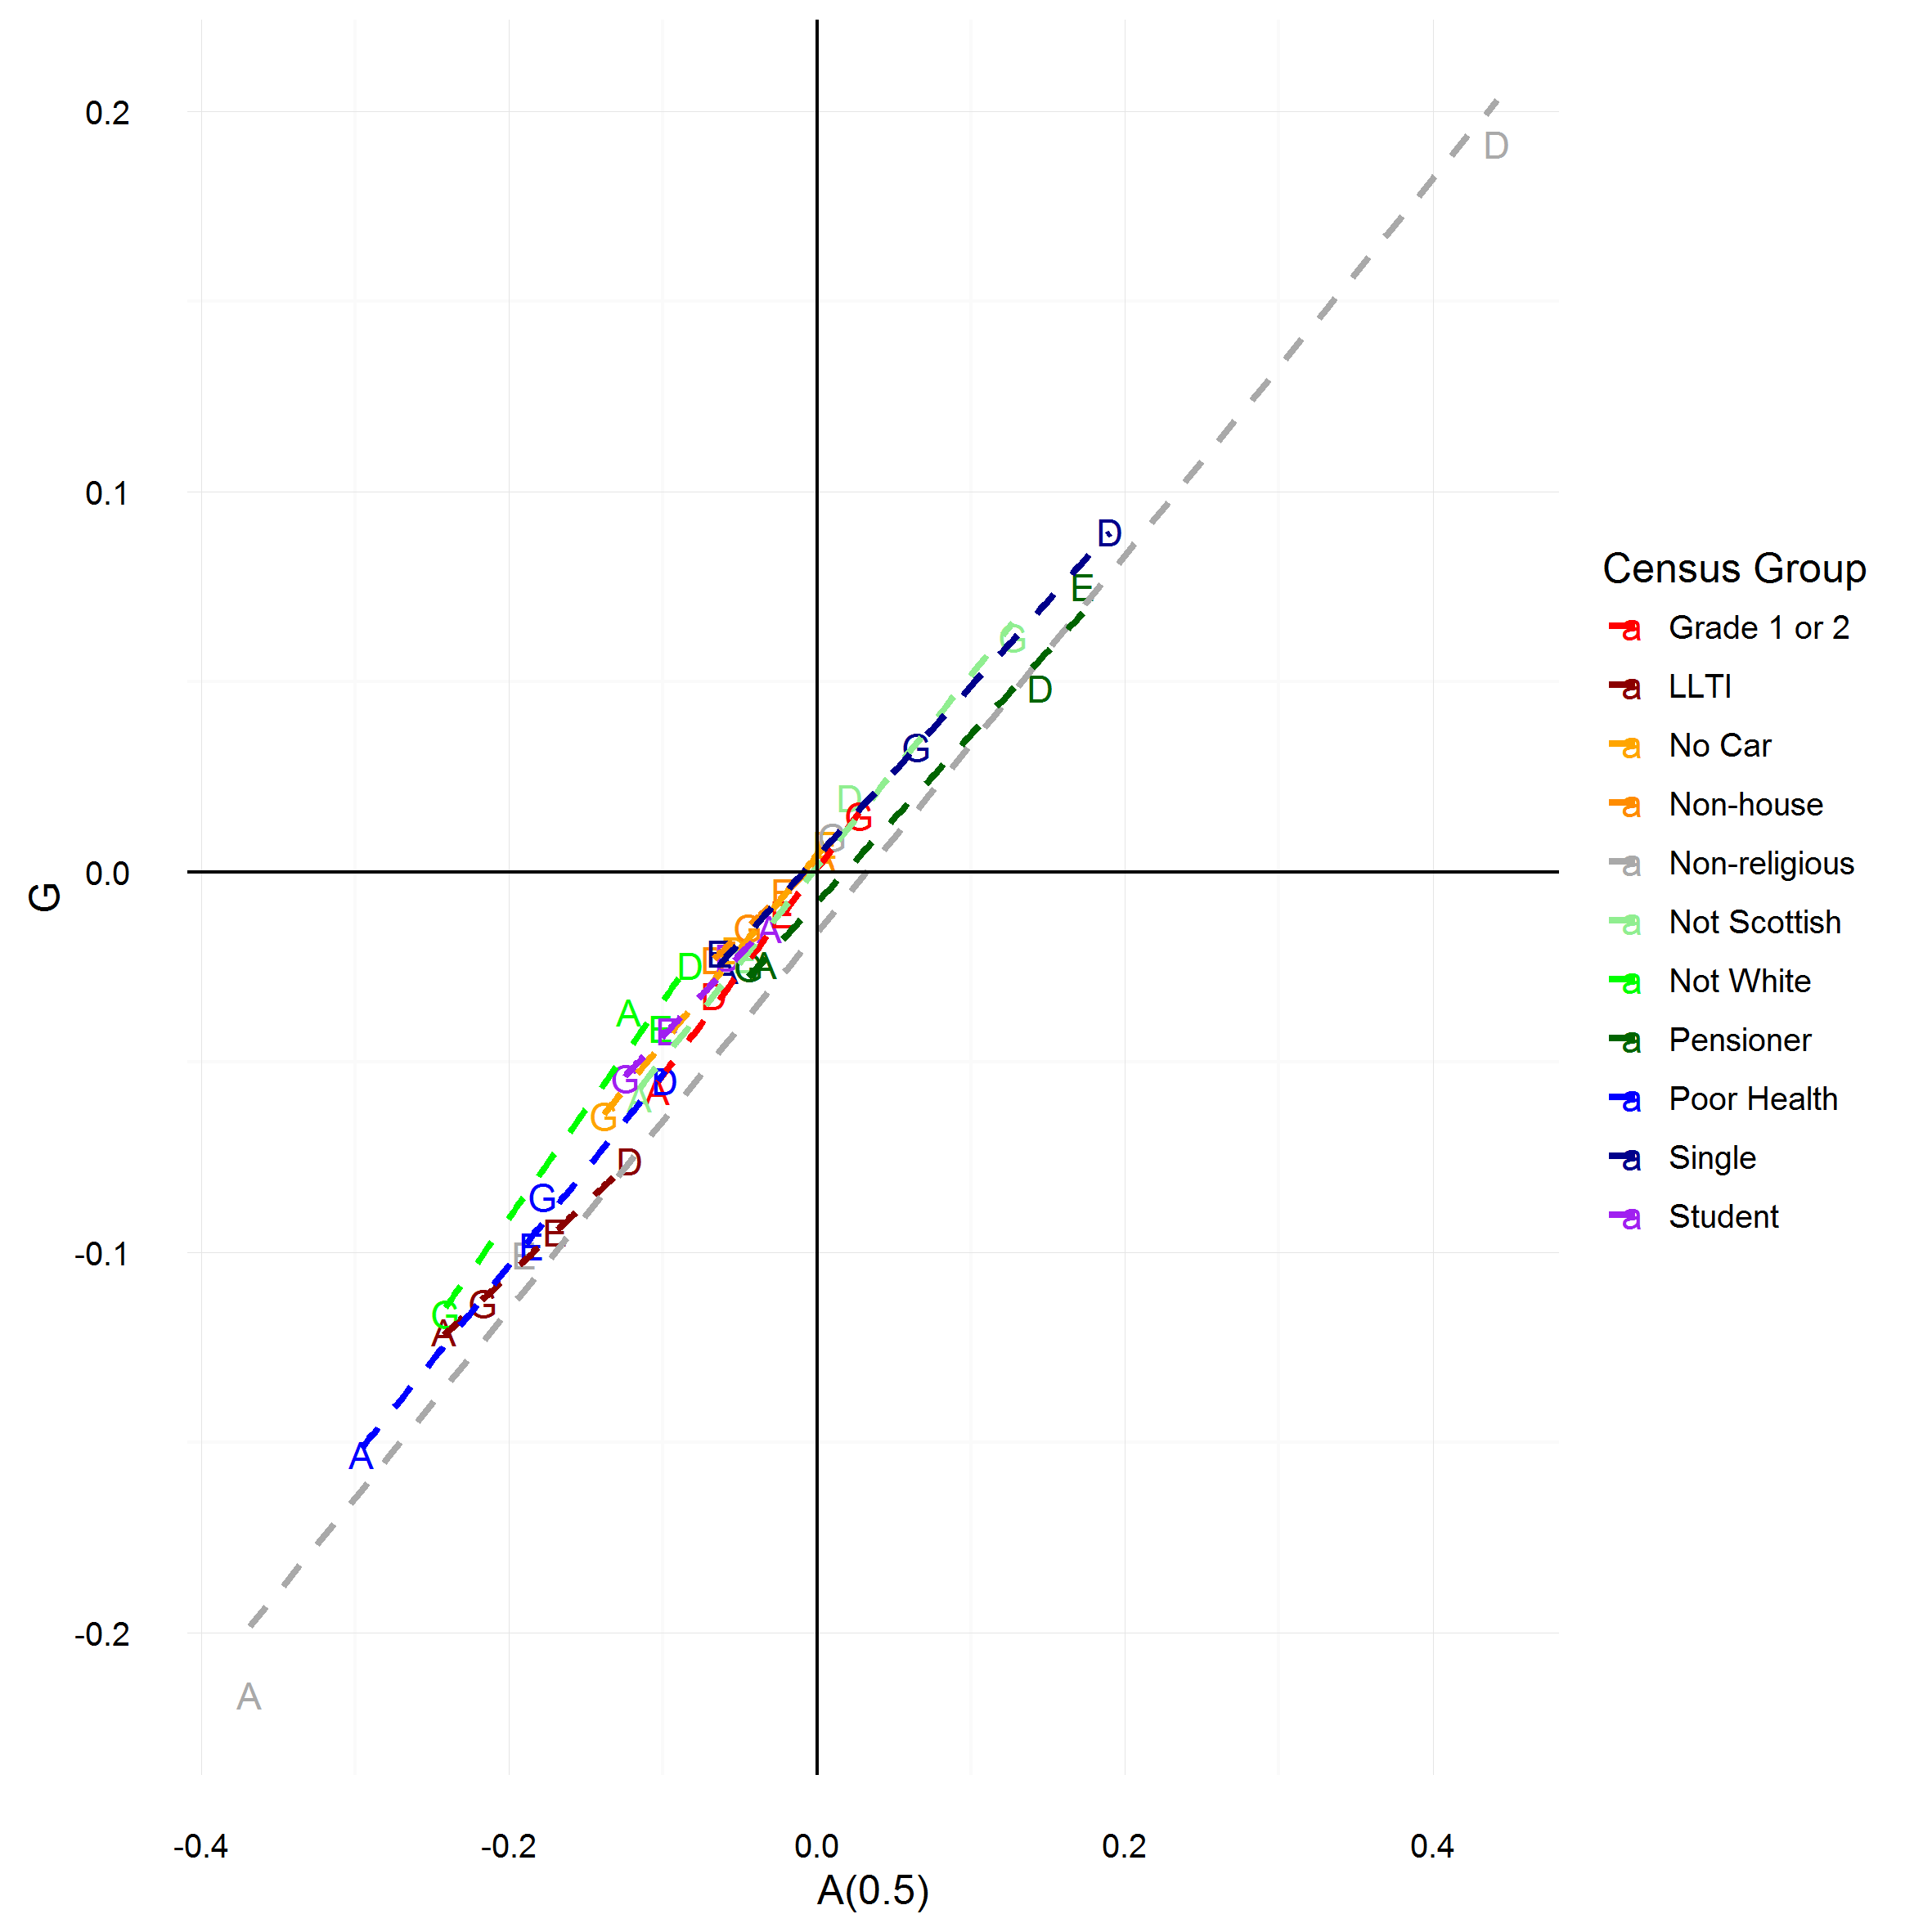 0.2
0.1
0.0
-0.1
-0.2
G
-0.4
-0.2
0.0
0.2
0.4
A(0.5)
D
D
E
G
D
G
D
G
G
A
E
G
A
E
D
D
G
A
D
A
E
E
G
D
A
A
G
D
G
E
E
E
G
G
A
A
A
Census Group
a Grade 1 or 2
a LLTI
a No Car
a Non-house
a Non-religious
a Not Scottish
a Not White
a Pensioner
a Poor Health
a Single
a Student